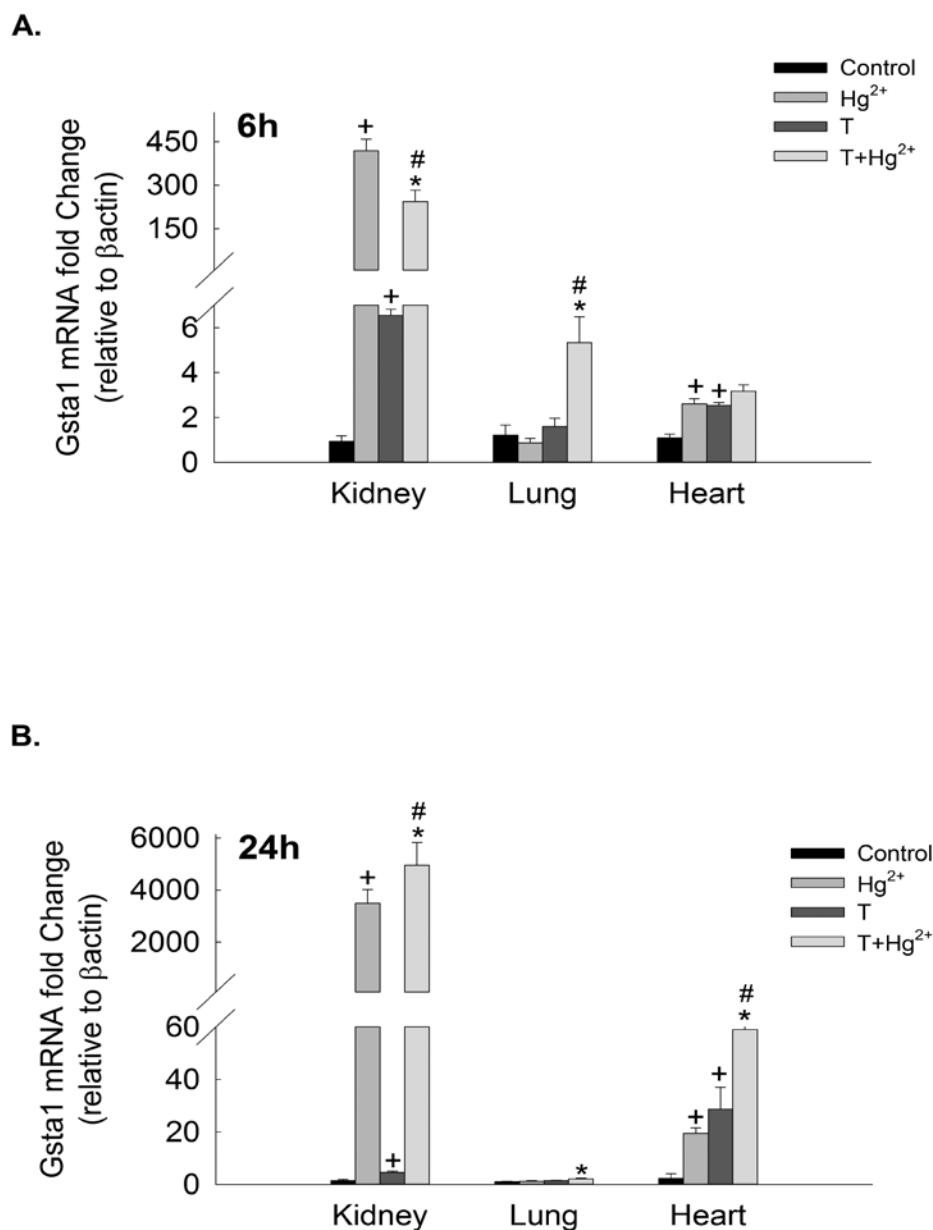 A.
Control
Hg²⁺
T
T+Hg²⁺
6h
Gsta1 mRNA fold Change
(relative to βactin)
450
300
150
6
4
2
0
+
#
*
+
#
*
+
+
Kidney
Lung
Heart
B.
Control
Hg²⁺
T
T+Hg²⁺
24h
Gsta1 mRNA fold Change
(relative to βactin)
6000
4000
2000
60
40
20
0
+
#
*
+
*
+
+
#
*
Kidney
Lung
Heart